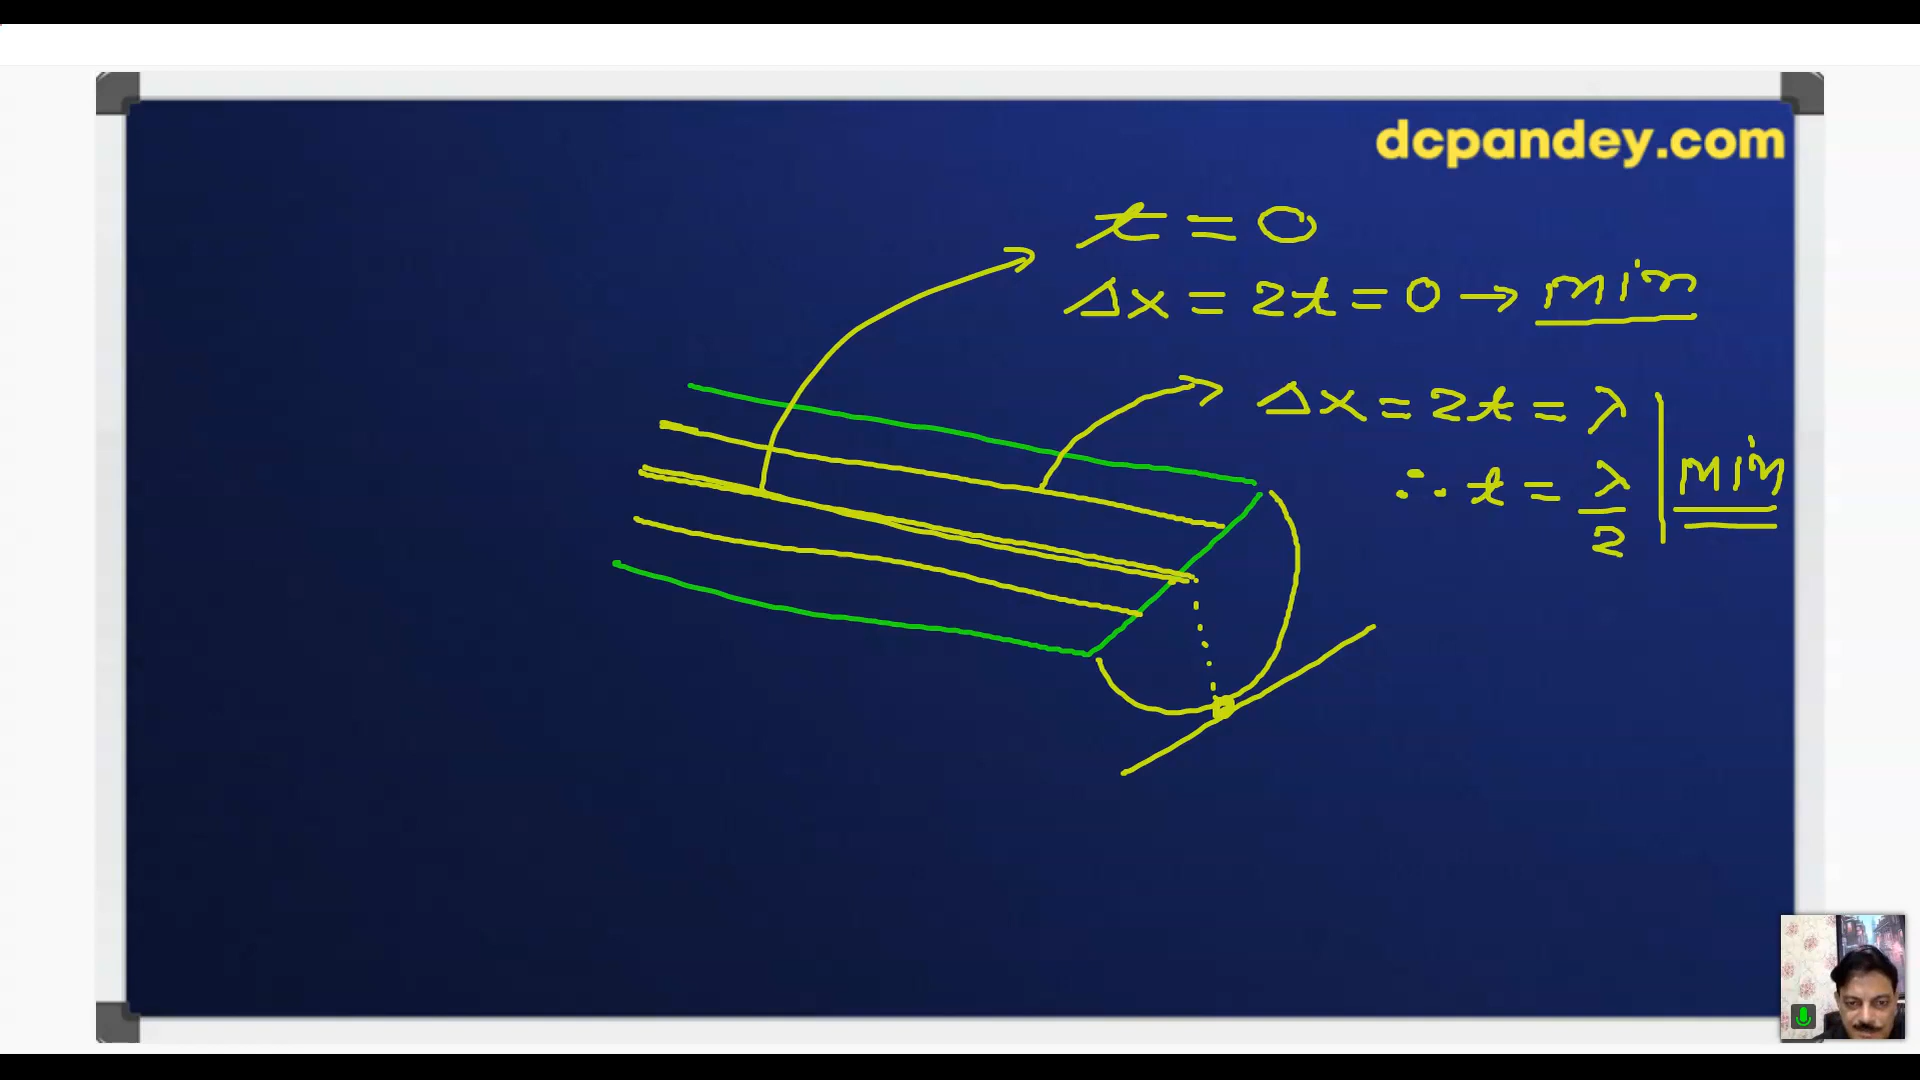 dcpandey.com
t = 0
Δx = 2t = 0 → min
Δx = 2t = λ
∴ t = λ/2 | min